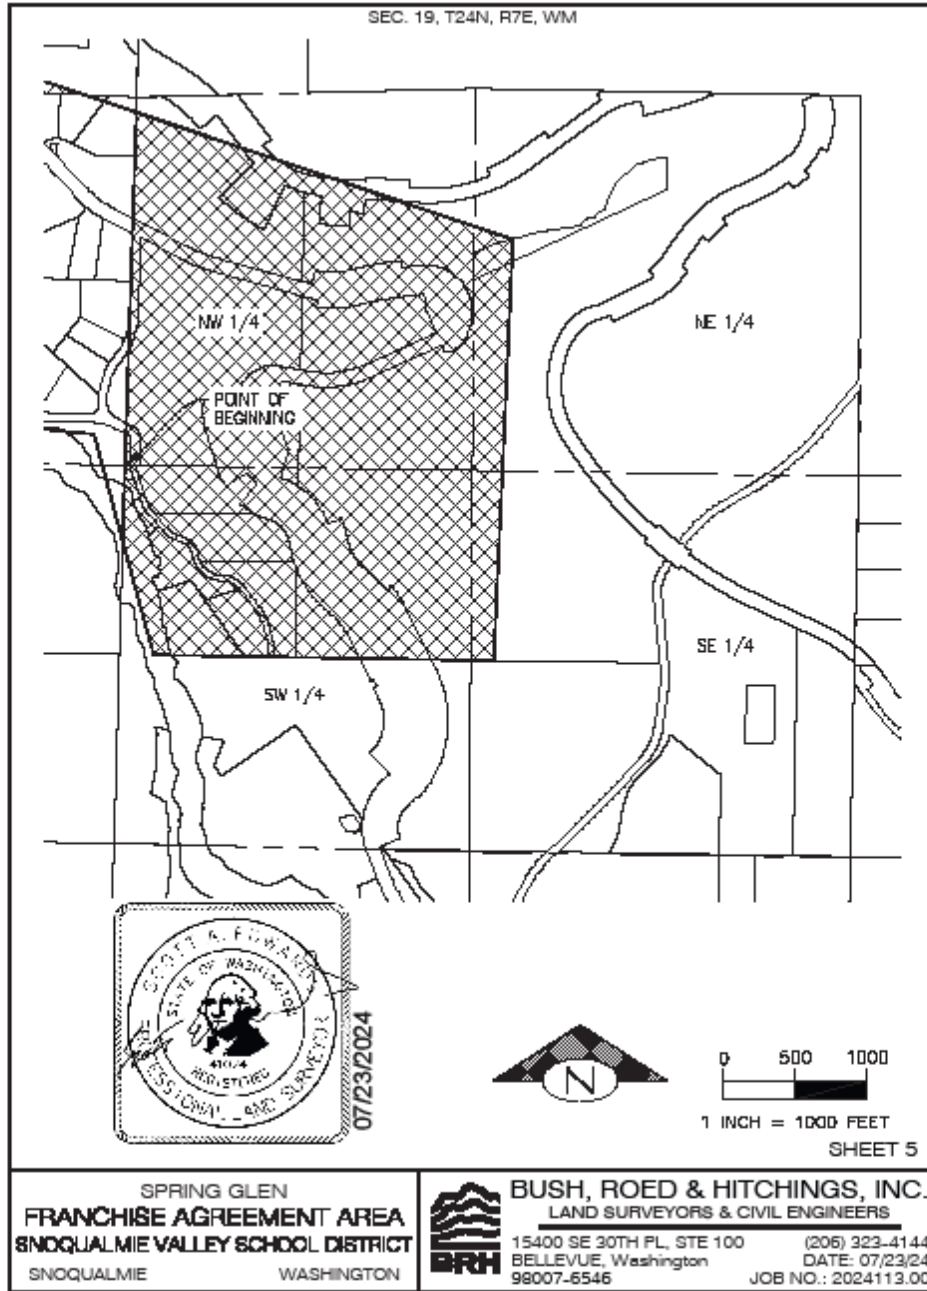 SEC. 19, T24N, R7E, WM
NW 1/4
NE 1/4
POINT OF
BEGINNING
SE 1/4
SW 1/4
SCOTT A. EDWARDS
STATE OF WASHINGTON
REGISTERED
PROFESSIONAL LAND SURVEYOR
07/23/2024
N
0 500 1000
1 INCH = 1000 FEET
SHEET 5
SPRING GLEN
FRANCHISE AGREEMENT AREA
SNOQUALMIE VALLEY SCHOOL DISTRICT
SNOQUALMIE WASHINGTON
BRH
BUSH, ROED & HITCHINGS, INC.
LAND SURVEYORS & CIVIL ENGINEERS
15400 SE 30TH PL, STE 100 (206) 323-4144
BELLEVUE, Washington DATE: 07/23/24
98007-6546 JOB NO.: 2024113.00